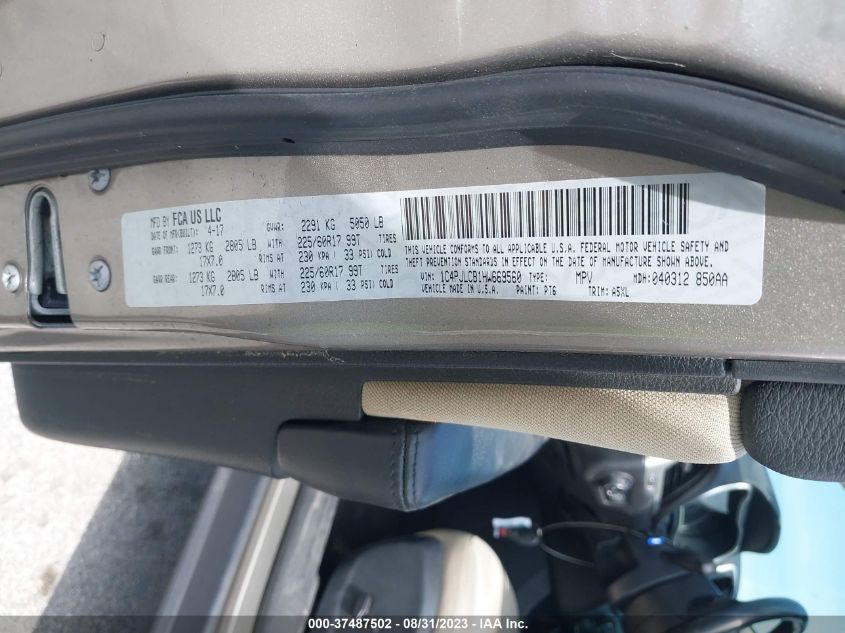 MFD BY FCA US LLC
DATE OF MFR(BUILT): 4-17 GVWR: 2291 KG 5050 LB
GAWR FRONT: 1273 KG 2805 LB WITH 225/60R17 99T TIRES
17X7.0 RIMS AT 230 KPA ( 33 PSI) COLD
GAWR REAR: 1273 KG 2805 LB WITH 225/60R17 99T TIRES
17X7.0 RIMS AT 230 KPA ( 33 PSI) COLD
THIS VEHICLE CONFORMS TO ALL APPLICABLE U.S.A. FEDERAL MOTOR VEHICLE SAFETY AND
THEFT PREVENTION STANDARDS IN EFFECT ON THE DATE OF MANUFACTURE SHOWN ABOVE.
VIN: 1C4PJLCB1HW669560 TYPE: MPV MDH: 040312 850AA
VEHICLE MADE IN U.S.A. PAINT: PT6 TRIM: A5XL
000-37487502 - 08/31/2023 - IAA Inc.